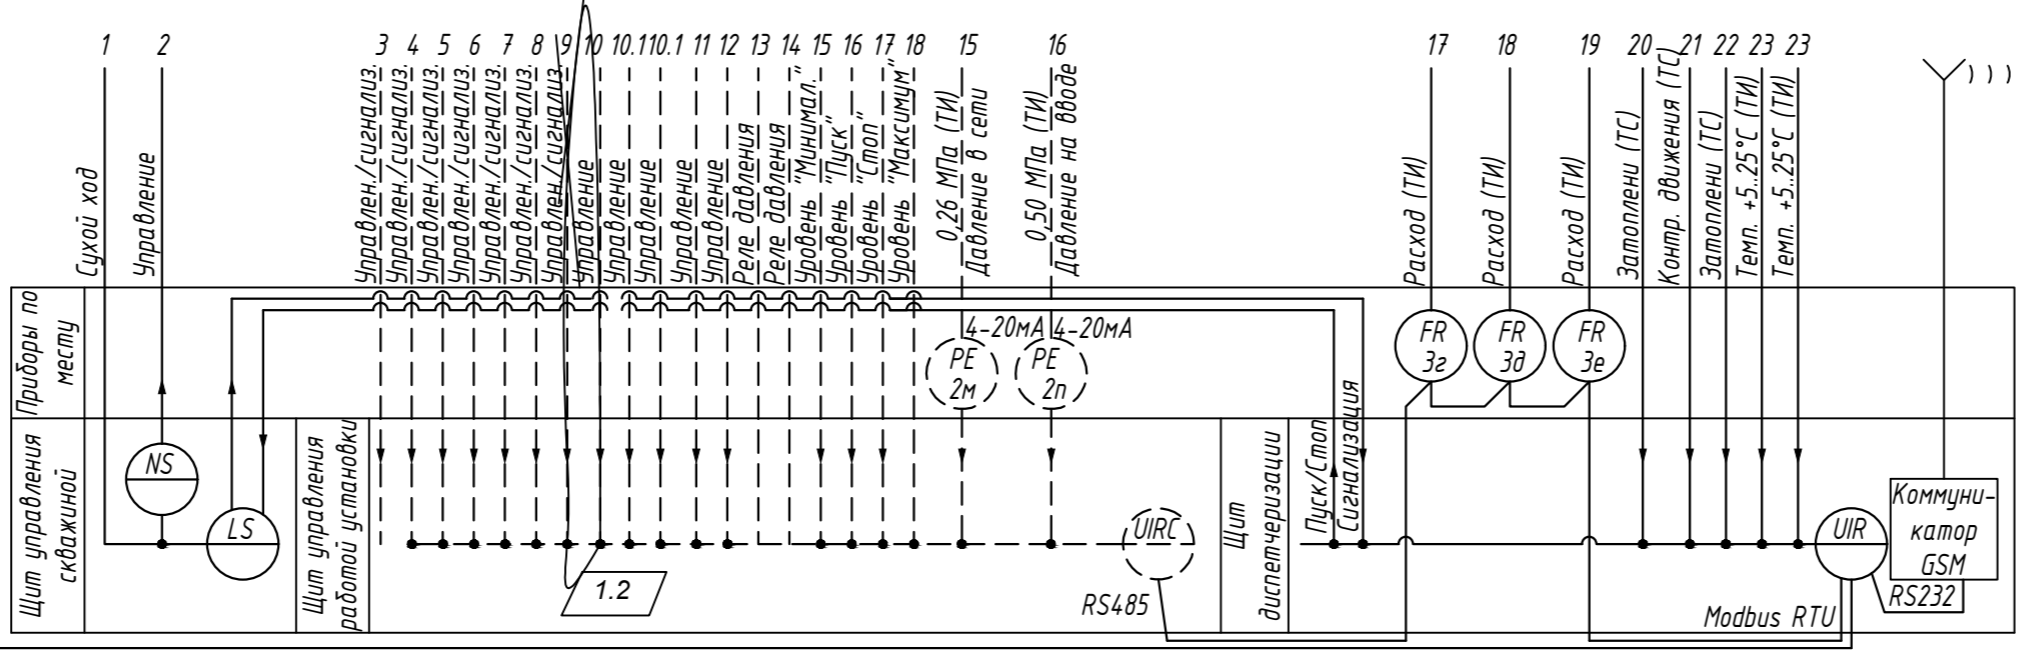 1 2 3 4 5 6 7 8 9 10 10.1 10.1 11 12 13 14 15 16 17 18 15 16 17 18 19 20 21 22 23 23
Сухой ход
Управление
Управлен./сигнализ.
Управлен./сигнализ.
Управлен./сигнализ.
Управлен./сигнализ.
Управлен./сигнализ.
Управлен./сигнализ.
Управлен./сигнализ.
Управление
Управление
Управление
Управление
Управление
Реле давления
Реле давления
Уровень "Минимал."
Уровень "Пуск"
Уровень "Стоп"
Уровень "Максимум"
0,26 МПа (ТИ)
Давление в сети
0,50 МПа (ТИ)
Давление на вводе
Расход (ТИ)
Расход (ТИ)
Расход (ТИ)
Затоплени (ТС)
Контр. движения (ТС)
Затоплени (ТС)
Темп. +5..25°С (ТИ)
Темп. +5..25°С (ТИ)
)))
Приборы по
месту
4-20мА
4-20мА
PE
2м
PE
2п
FR
3г
FR
3д
FR
3е
Щит управления
скважиной
NS
LS
Щит управления
работой установки
1.2
UIRC
RS485
Щит
диспетчеризации
Пуск/Стоп
Сигнализация
UIR
Коммуни-
катор
GSM
RS232
Modbus RTU